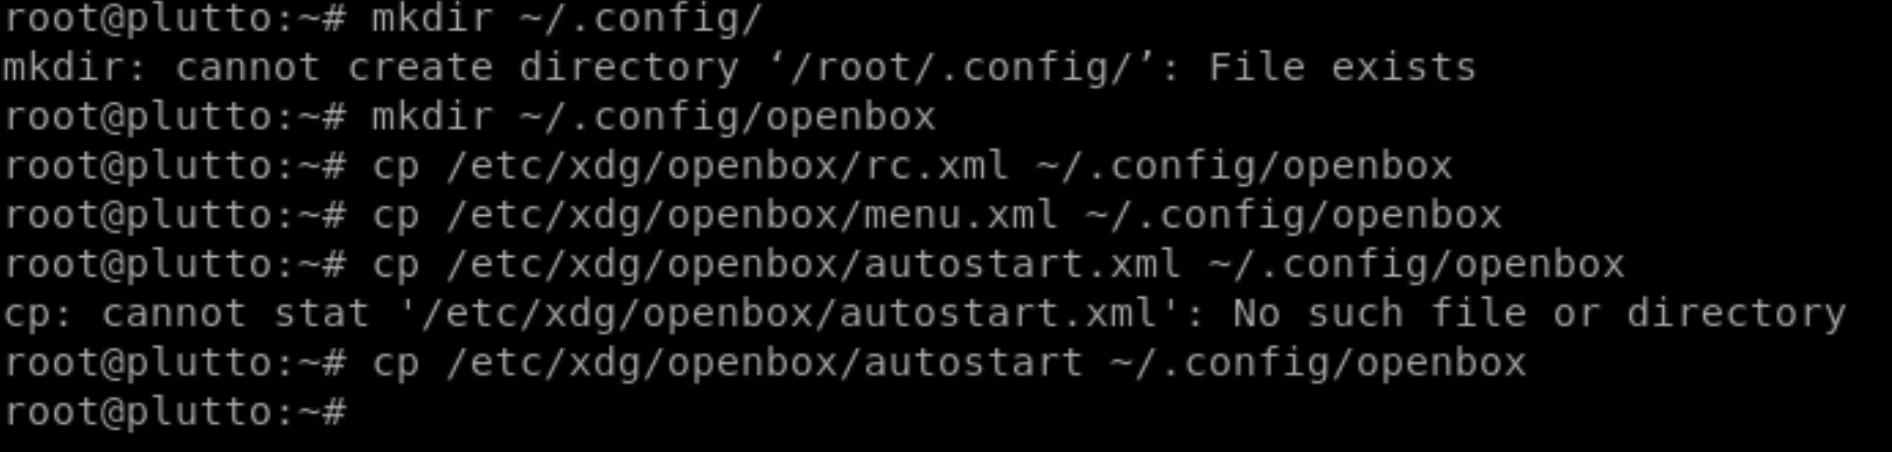 root@plutto:~# mkdir ~/.config/
mkdir: cannot create directory ‘/root/.config/’: File exists
root@plutto:~# mkdir ~/.config/openbox
root@plutto:~# cp /etc/xdg/openbox/rc.xml ~/.config/openbox
root@plutto:~# cp /etc/xdg/openbox/menu.xml ~/.config/openbox
root@plutto:~# cp /etc/xdg/openbox/autostart.xml ~/.config/openbox
cp: cannot stat '/etc/xdg/openbox/autostart.xml': No such file or directory
root@plutto:~# cp /etc/xdg/openbox/autostart ~/.config/openbox
root@plutto:~#